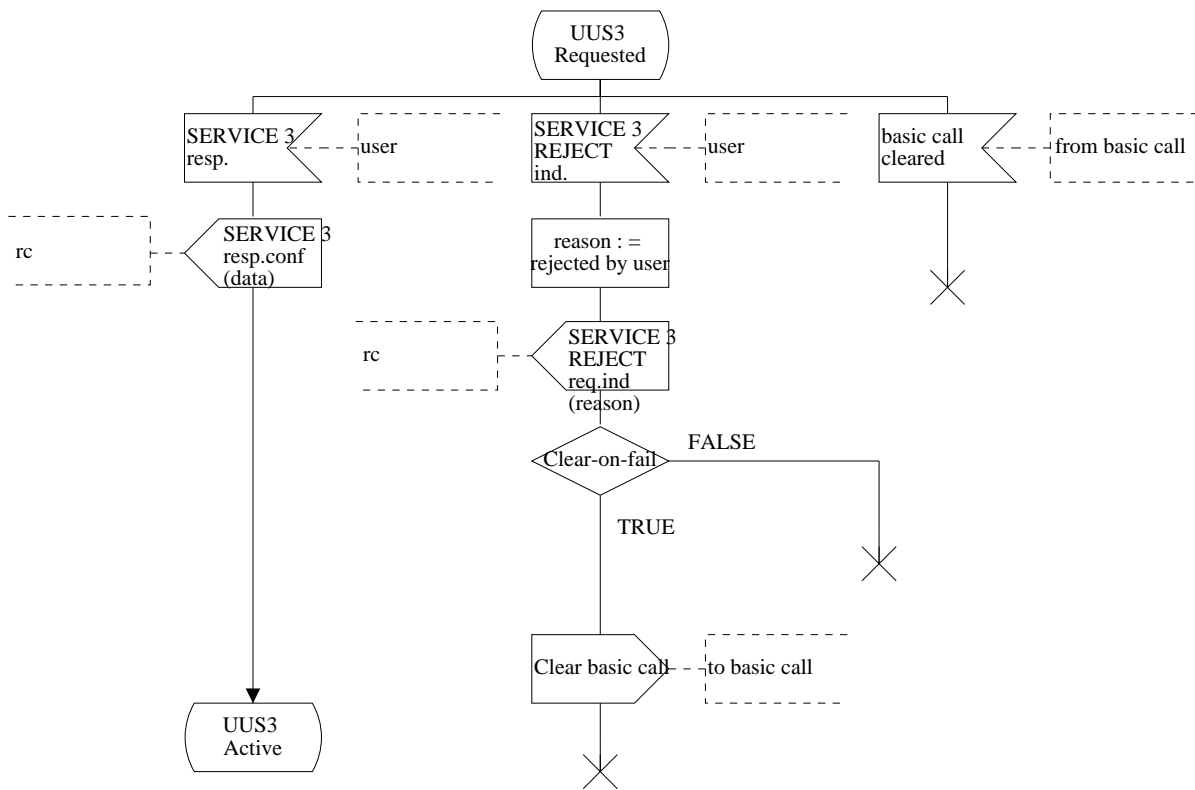 UUS3
Requested
SERVICE 3
resp.
user
SERVICE 3
REJECT
ind.
user
basic call
cleared
from basic call
rc
SERVICE 3
resp.conf
(data)
reason : =
rejected by user
rc
SERVICE 3
REJECT
req.ind
(reason)
Clear-on-fail
FALSE
TRUE
Clear basic call
to basic call
UUS3
Active